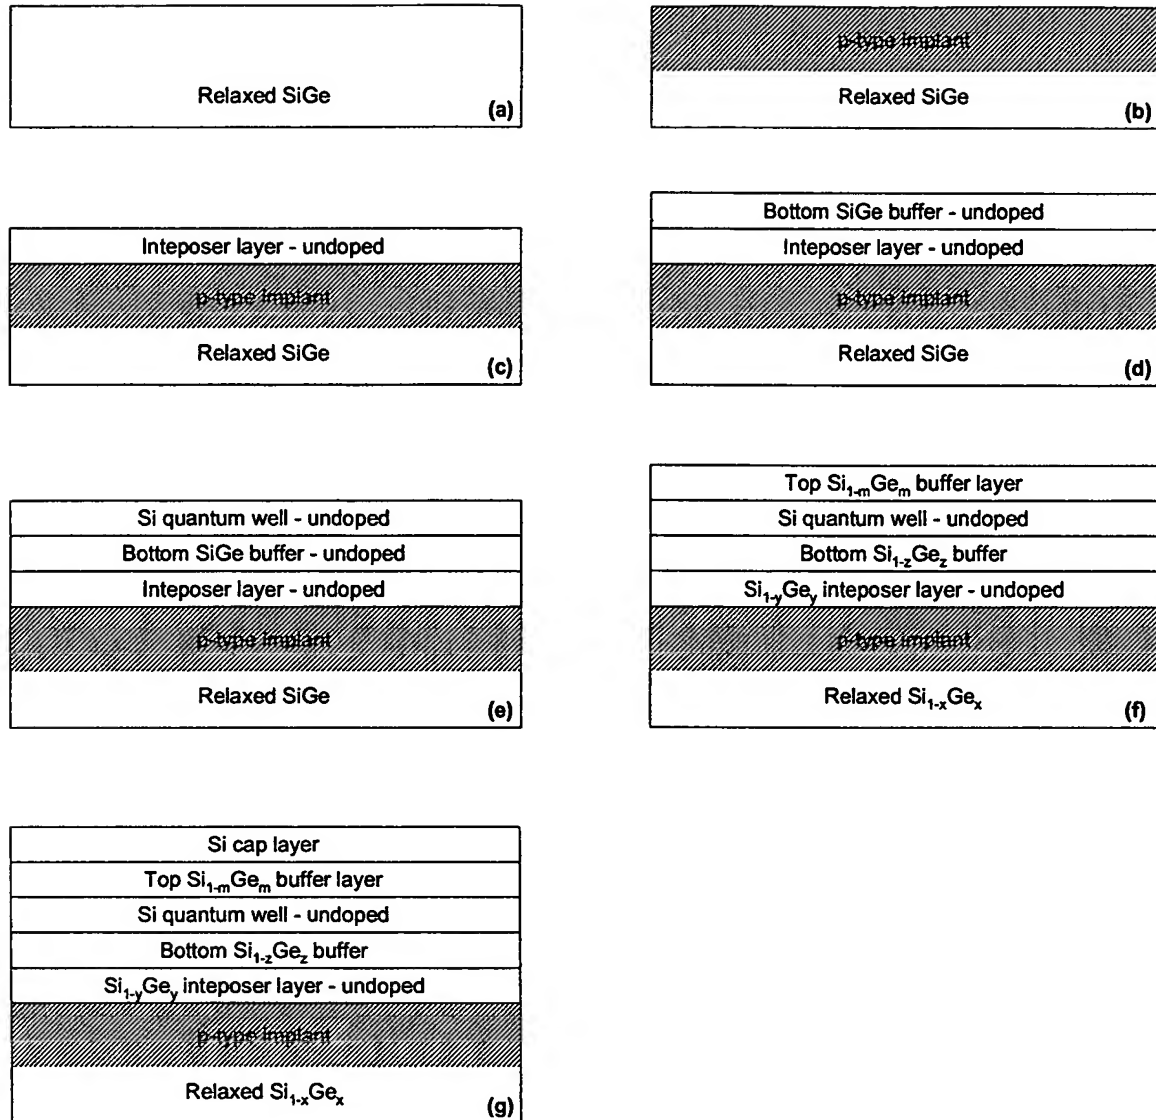 Relaxed SiGe
(a)
p-type implant
Relaxed SiGe
(b)
Inteposer layer - undoped
p-type implant
Relaxed SiGe
(c)
Bottom SiGe buffer - undoped
Inteposer layer - undoped
p-type implant
Relaxed SiGe
(d)
Si quantum well - undoped
Bottom SiGe buffer - undoped
Inteposer layer - undoped
p-type implant
Relaxed SiGe
(e)
Top Si₁₋ₘGeₘ buffer layer
Si quantum well - undoped
Bottom Si1-zGez buffer
Si1-yGey inteposer layer - undoped
p-type implant
Relaxed Si₁₋ₓGeₓ
(f)
Si cap layer
Top Si₁₋ₘGeₘ buffer layer
Si quantum well - undoped
Bottom Si1-zGez buffer
Si1-yGey inteposer layer - undoped
p-type implant
Relaxed Si₁₋ₓGeₓ
(g)